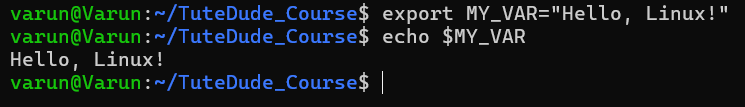 varun@Varun:~/TuteDude_Course$ export MY_VAR="Hello, Linux!"
varun@Varun:~/TuteDude_Course$ echo $MY_VAR
Hello, Linux!
varun@Varun:~/TuteDude_Course$